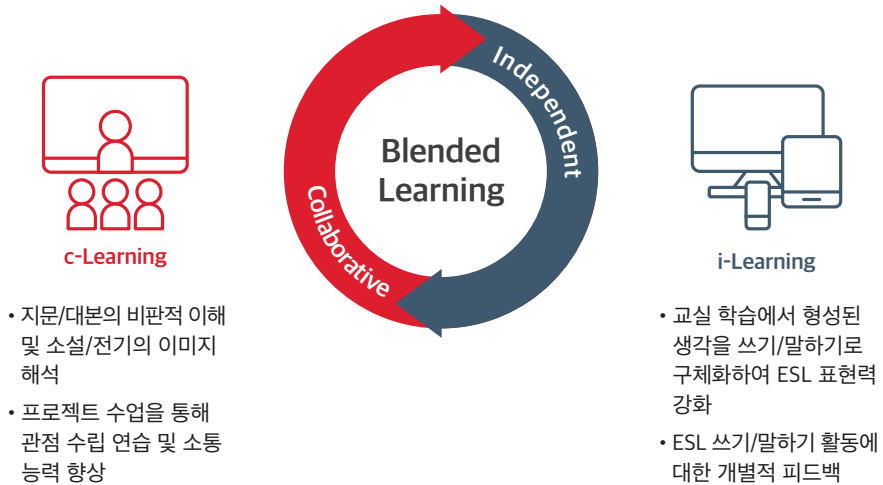 Blended
Learning
Independent
Collaborative
c-Learning
• 지문/대본의 비판적 이해
및 소설/전기의 이미지
해석
• 프로젝트 수업을 통해
관점 수립 연습 및 소통
능력 향상
i-Learning
• 교실 학습에서 형성된
생각을 쓰기/말하기로
구체화하여 ESL 표현력
강화
• ESL 쓰기/말하기 활동에
대한 개별적 피드백